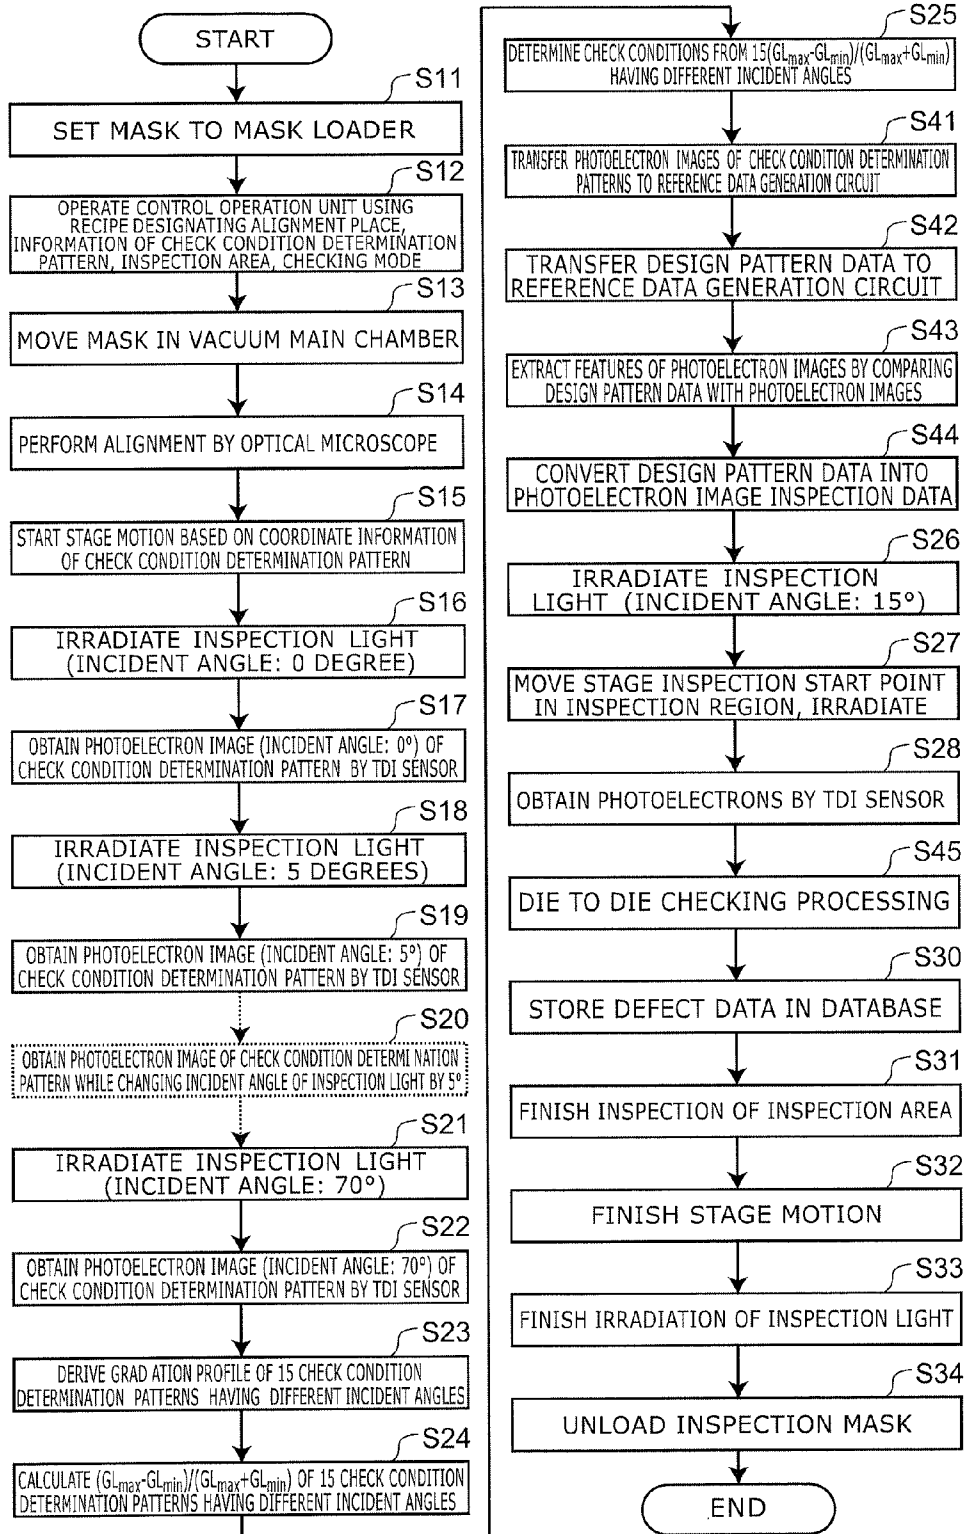 START
S11
SET MASK TO MASK LOADER
S12
OPERATE CONTROL OPERATION UNIT USING
RECIPE DESIGNATING ALIGNMENT PLACE,
INFORMATION OF CHECK CONDITION DETERMINATION
PATTERN, INSPECTION AREA, CHECKING MODE
S13
MOVE MASK IN VACUUM MAIN CHAMBER
S14
PERFORM ALIGNMENT BY OPTICAL MICROSCOPE
S15
START STAGE MOTION BASED ON COORDINATE INFORMATION
OF CHECK CONDITION DETERMINATION PATTERN
S16
IRRADIATE INSPECTION LIGHT
(INCIDENT ANGLE: 0 DEGREE)
S17
OBTAIN PHOTOELECTRON IMAGE (INCIDENT ANGLE: 0°) OF
CHECK CONDITION DETERMINATION PATTERN BY TDI SENSOR
S18
IRRADIATE INSPECTION LIGHT
(INCIDENT ANGLE: 5 DEGREES)
S19
OBTAIN PHOTOELECTRON IMAGE (INCIDENT ANGLE: 5°) OF
CHECK CONDITION DETERMINATION PATTERN BY TDI SENSOR
S20
OBTAIN PHOTOELECTRON IMAGE OF CHECK CONDITION DETERMINATION
PATTERN WHILE CHANGING INCIDENT ANGLE OF INSPECTION LIGHT BY 5°
S21
IRRADIATE INSPECTION LIGHT
(INCIDENT ANGLE: 70°)
S22
OBTAIN PHOTOELECTRON IMAGE (INCIDENT ANGLE: 70°) OF
CHECK CONDITION DETERMINATION PATTERN BY TDI SENSOR
S23
DERIVE GRADATION PROFILE OF 15 CHECK CONDITION
DETERMINATION PATTERNS HAVING DIFFERENT INCIDENT ANGLES
S24
CALCULATE (GLmax-GLmin)/(GLmax+GLmin) OF 15 CHECK CONDITION
DETERMINATION PATTERNS HAVING DIFFERENT INCIDENT ANGLES
S25
DETERMINE CHECK CONDITIONS FROM 15(GLmax-GLmin)/(GLmax+GLmin)
HAVING DIFFERENT INCIDENT ANGLES
S41
TRANSFER PHOTOELECTRON IMAGES OF CHECK CONDITION DETERMINATION
PATTERNS TO REFERENCE DATA GENERATION CIRCUIT
S42
TRANSFER DESIGN PATTERN DATA TO
REFERENCE DATA GENERATION CIRCUIT
S43
EXTRACT FEATURES OF PHOTOELECTRON IMAGES BY COMPARING
DESIGN PATTERN DATA WITH PHOTOELECTRON IMAGES
S44
CONVERT DESIGN PATTERN DATA INTO
PHOTOELECTRON IMAGE INSPECTION DATA
S26
IRRADIATE INSPECTION
LIGHT (INCIDENT ANGLE: 15°)
S27
MOVE STAGE INSPECTION START POINT
IN INSPECTION REGION, IRRADIATE
S28
OBTAIN PHOTOELECTRONS BY TDI SENSOR
S45
DIE TO DIE CHECKING PROCESSING
S30
STORE DEFECT DATA IN DATABASE
S31
FINISH INSPECTION OF INSPECTION AREA
S32
FINISH STAGE MOTION
S33
FINISH IRRADIATION OF INSPECTION LIGHT
S34
UNLOAD INSPECTION MASK
END